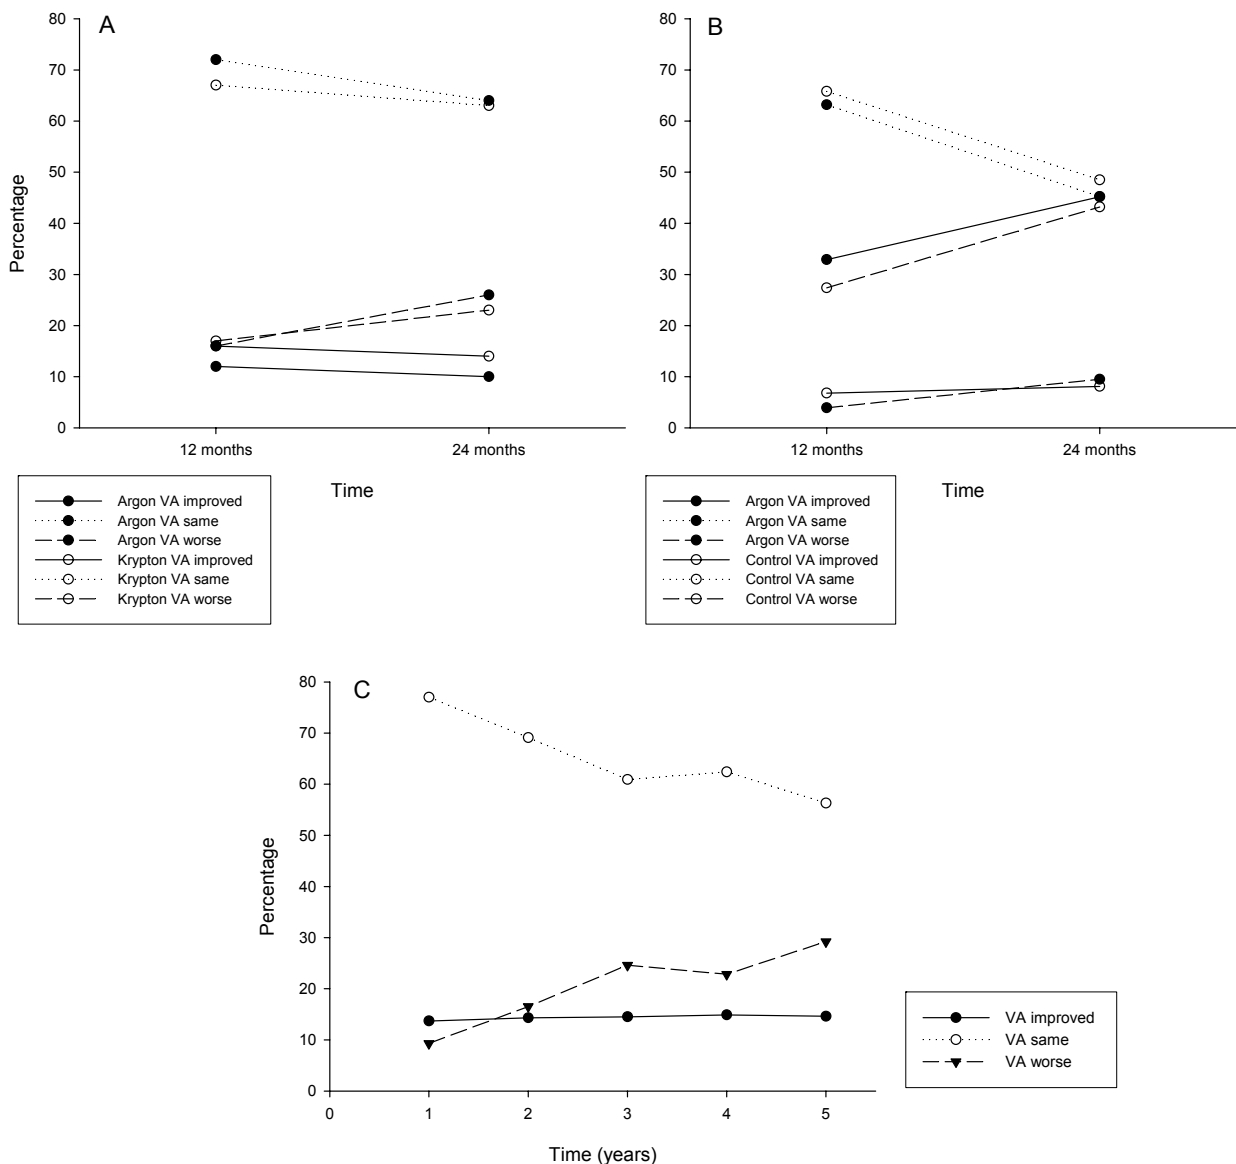 A
80
70
60
50
40
30
20
10
0
Percentage
12 months
24 months
Time
Argon VA improved
Argon VA same
Argon VA worse
Krypton VA improved
Krypton VA same
Krypton VA worse
B
80
70
60
50
40
30
20
10
0
12 months
24 months
Time
Argon VA improved
Argon VA same
Argon VA worse
Control VA improved
Control VA same
Control VA worse
C
80
70
60
50
40
30
20
10
0
Percentage
0 1 2 3 4 5
Time (years)
VA improved
VA same
VA worse